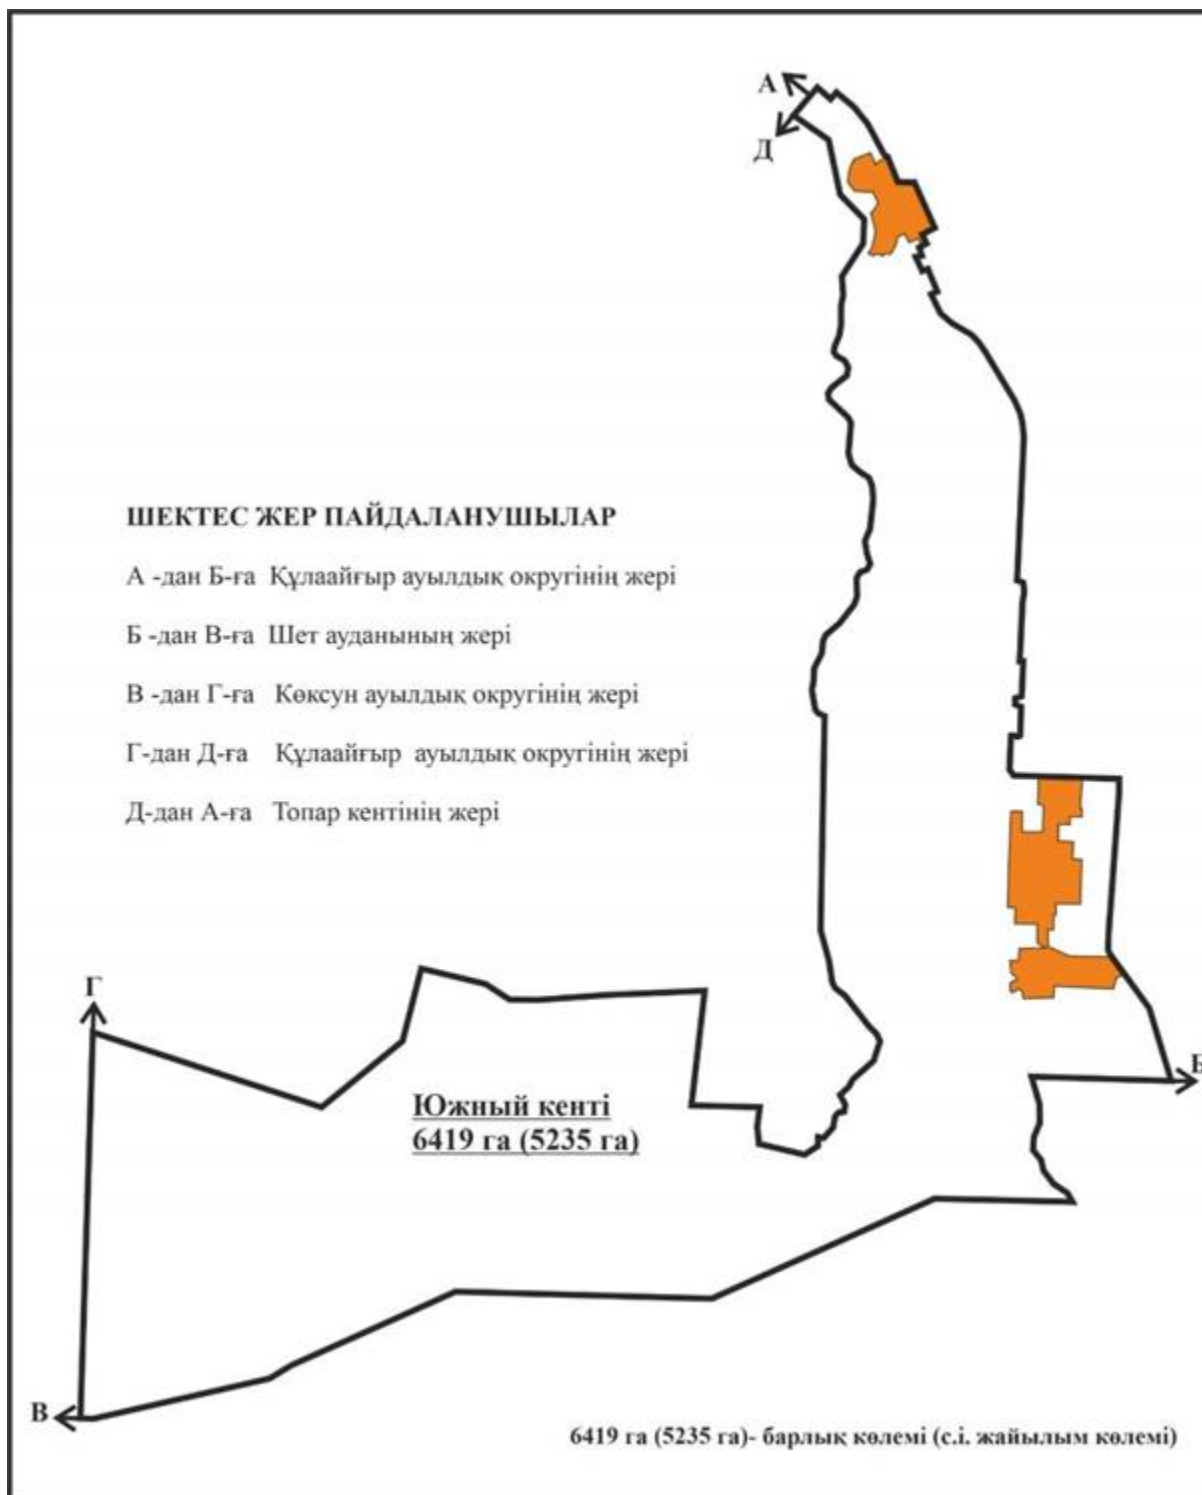 А
Д
ШЕКТЕС ЖЕР ПАЙДАЛАНУШЫЛАР
А -дан Б-ға Құлаайғыр ауылдық округінің жері
Б -дан В-ға Шет ауданының жері
В -дан Г-ға Көксун ауылдық округінің жері
Г-дан Д-ға Құлаайғыр ауылдық округінің жері
Д-дан А-ға Топар кентінің жері
Г
Б
Южный кенті
6419 га (5235 га)
В
6419 га (5235 га)- барлық көлемі (с.і. жайылым көлемі)